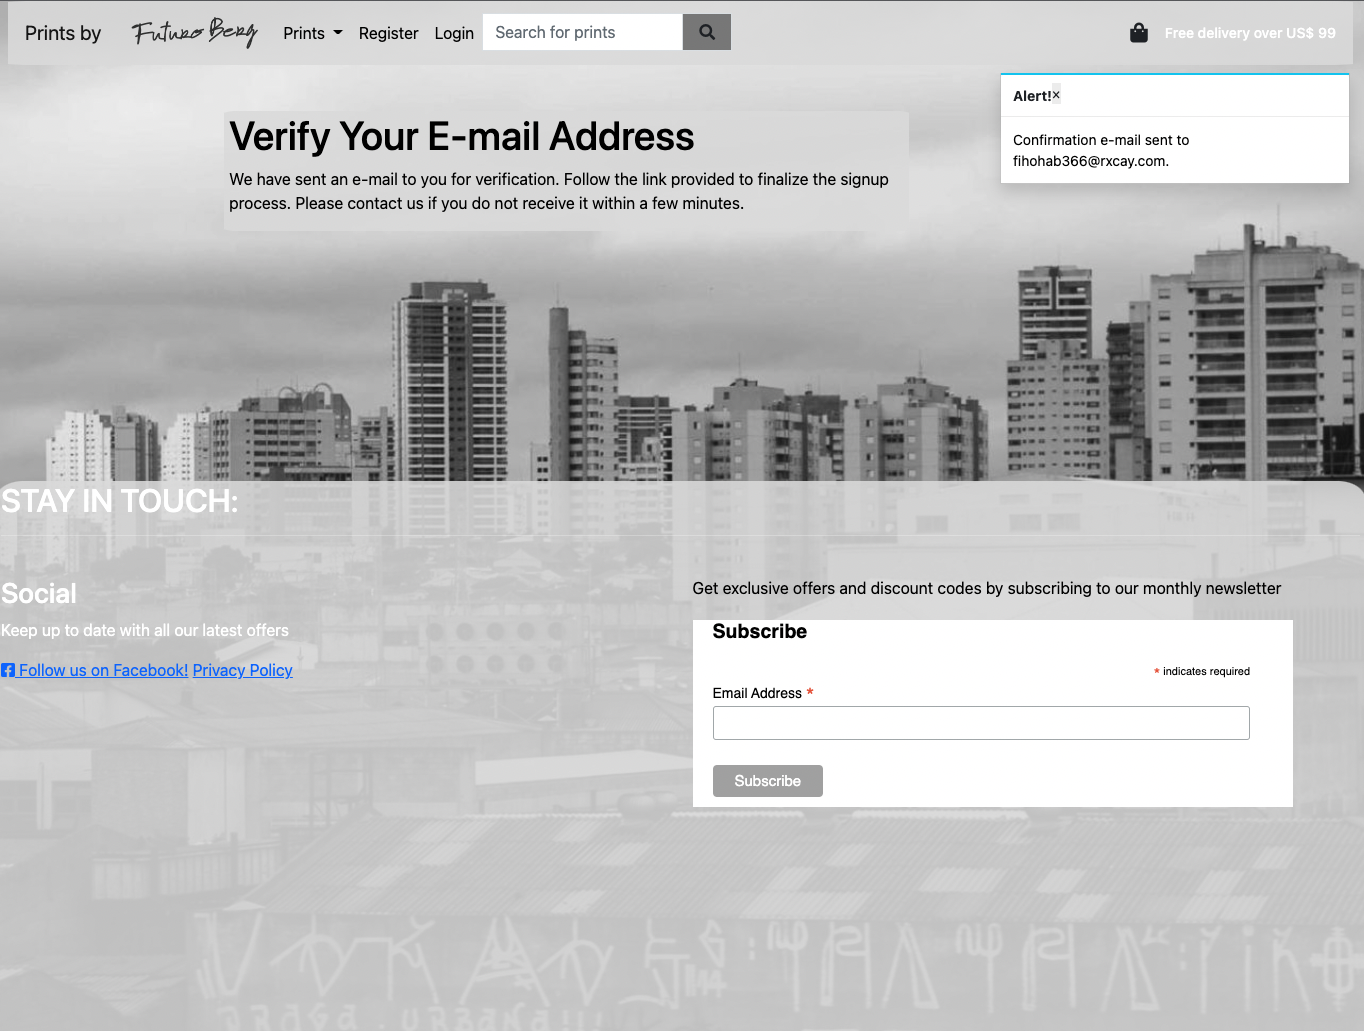 Prints by Futuro Berg Prints Register Login Search for prints Free delivery over US$ 99
Alert!×
Confirmation e-mail sent to
fihohab366@rxcay.com.
Verify Your E-mail Address
We have sent an e-mail to you for verification. Follow the link provided to finalize the signup
process. Please contact us if you do not receive it within a few minutes.
STAY IN TOUCH:
Social
Keep up to date with all our latest offers
Follow us on Facebook! Privacy Policy
Get exclusive offers and discount codes by subscribing to our monthly newsletter
Subscribe
* indicates required
Email Address *
Subscribe